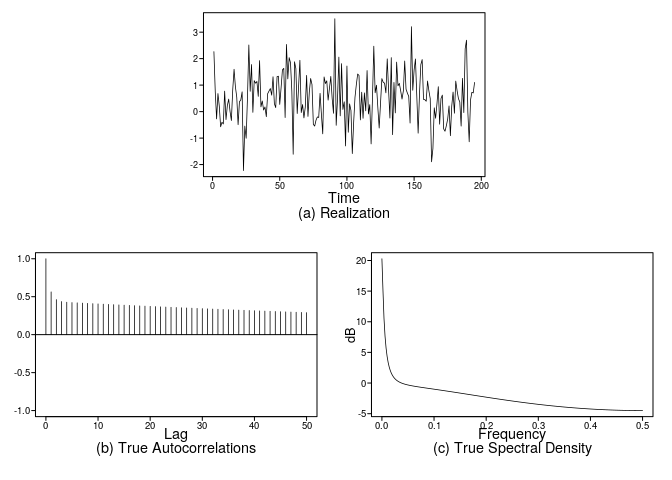 3
2
1
0
-1
-2
0 50 100 150 200
Time
(a) Realization
1.0
0.5
0.0
-0.5
-1.0
0 10 20 30 40 50
Lag
(b) True Autocorrelations
dB
20
15
10
5
0
-5
0.0 0.1 0.2 0.3 0.4 0.5
Frequency
(c) True Spectral Density